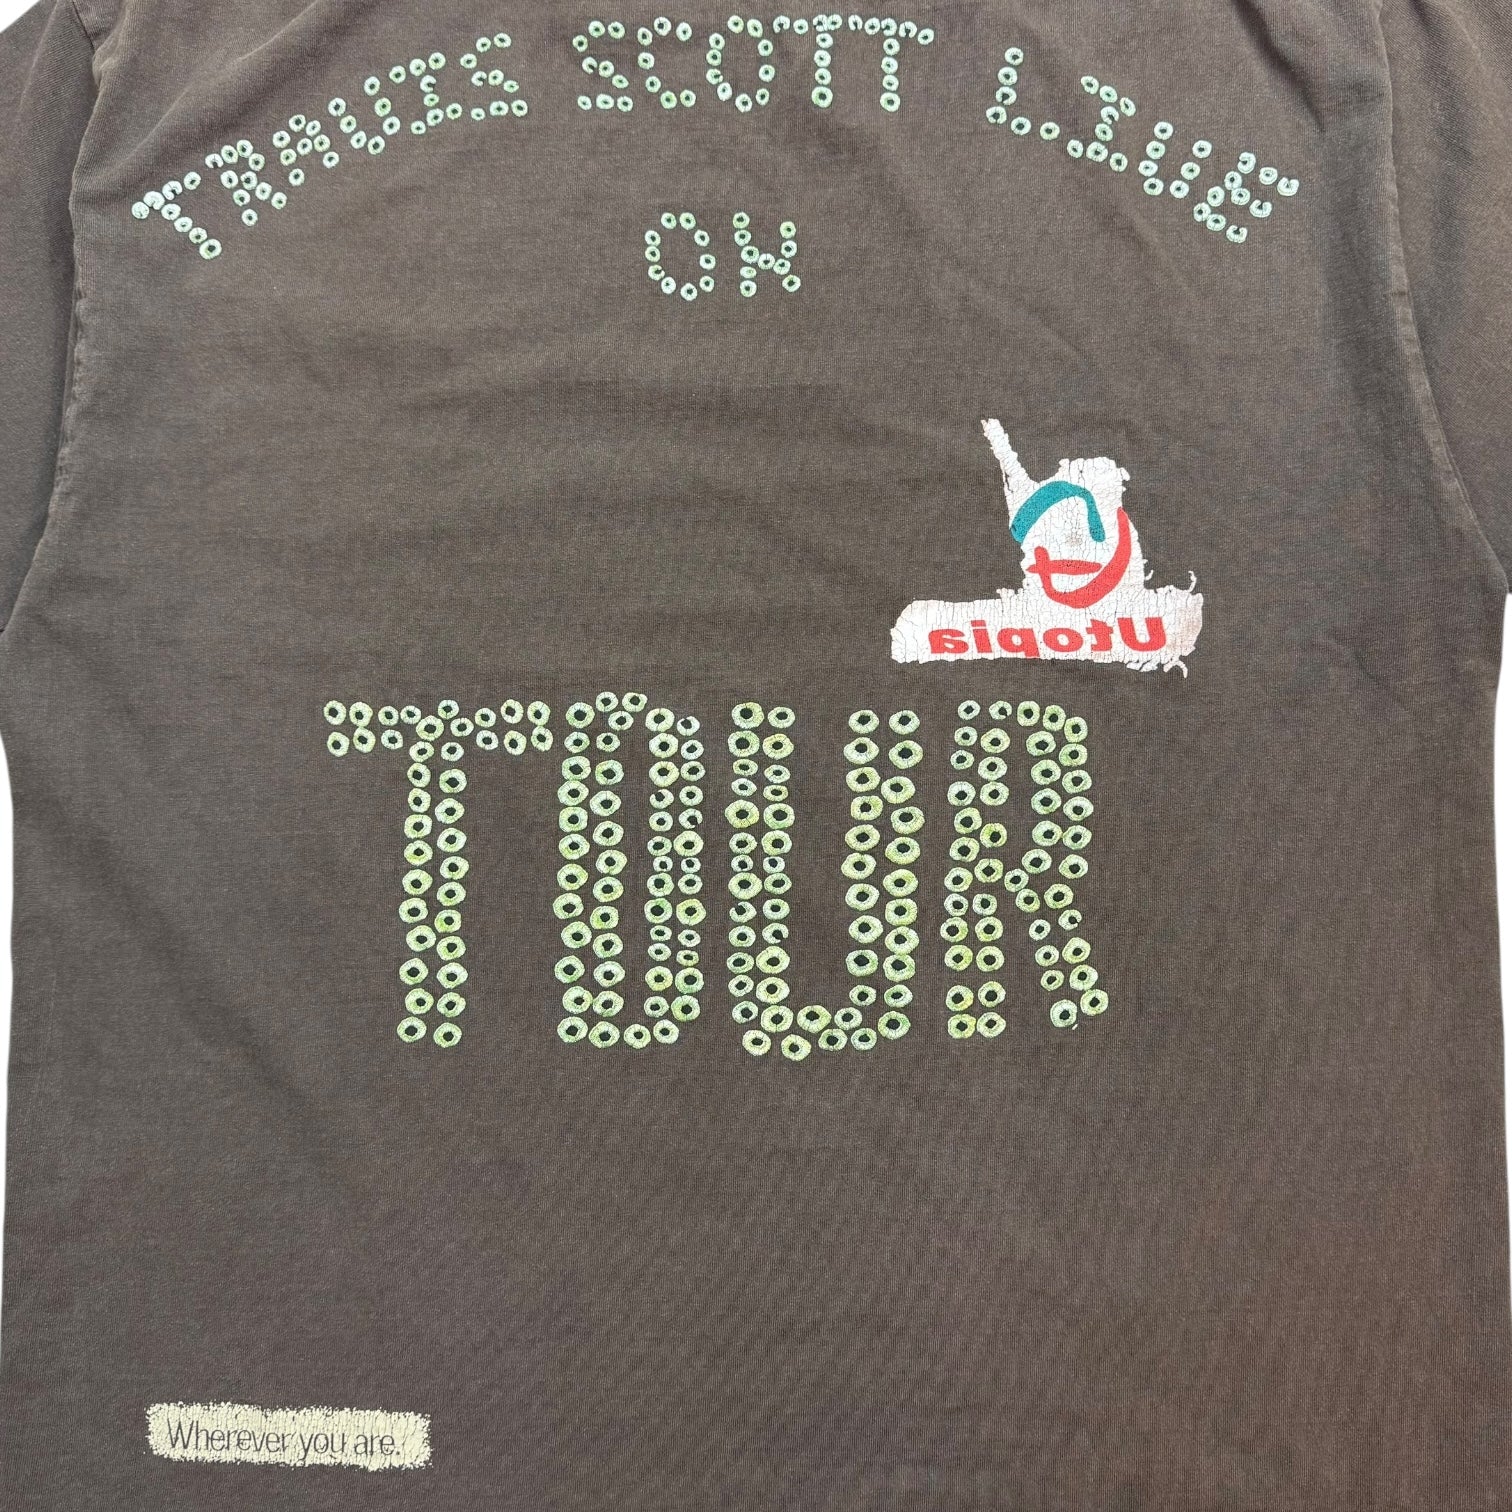 TRAVIS SCOTT LIVE
ON
Utopia
TOUR
Wherever you are.